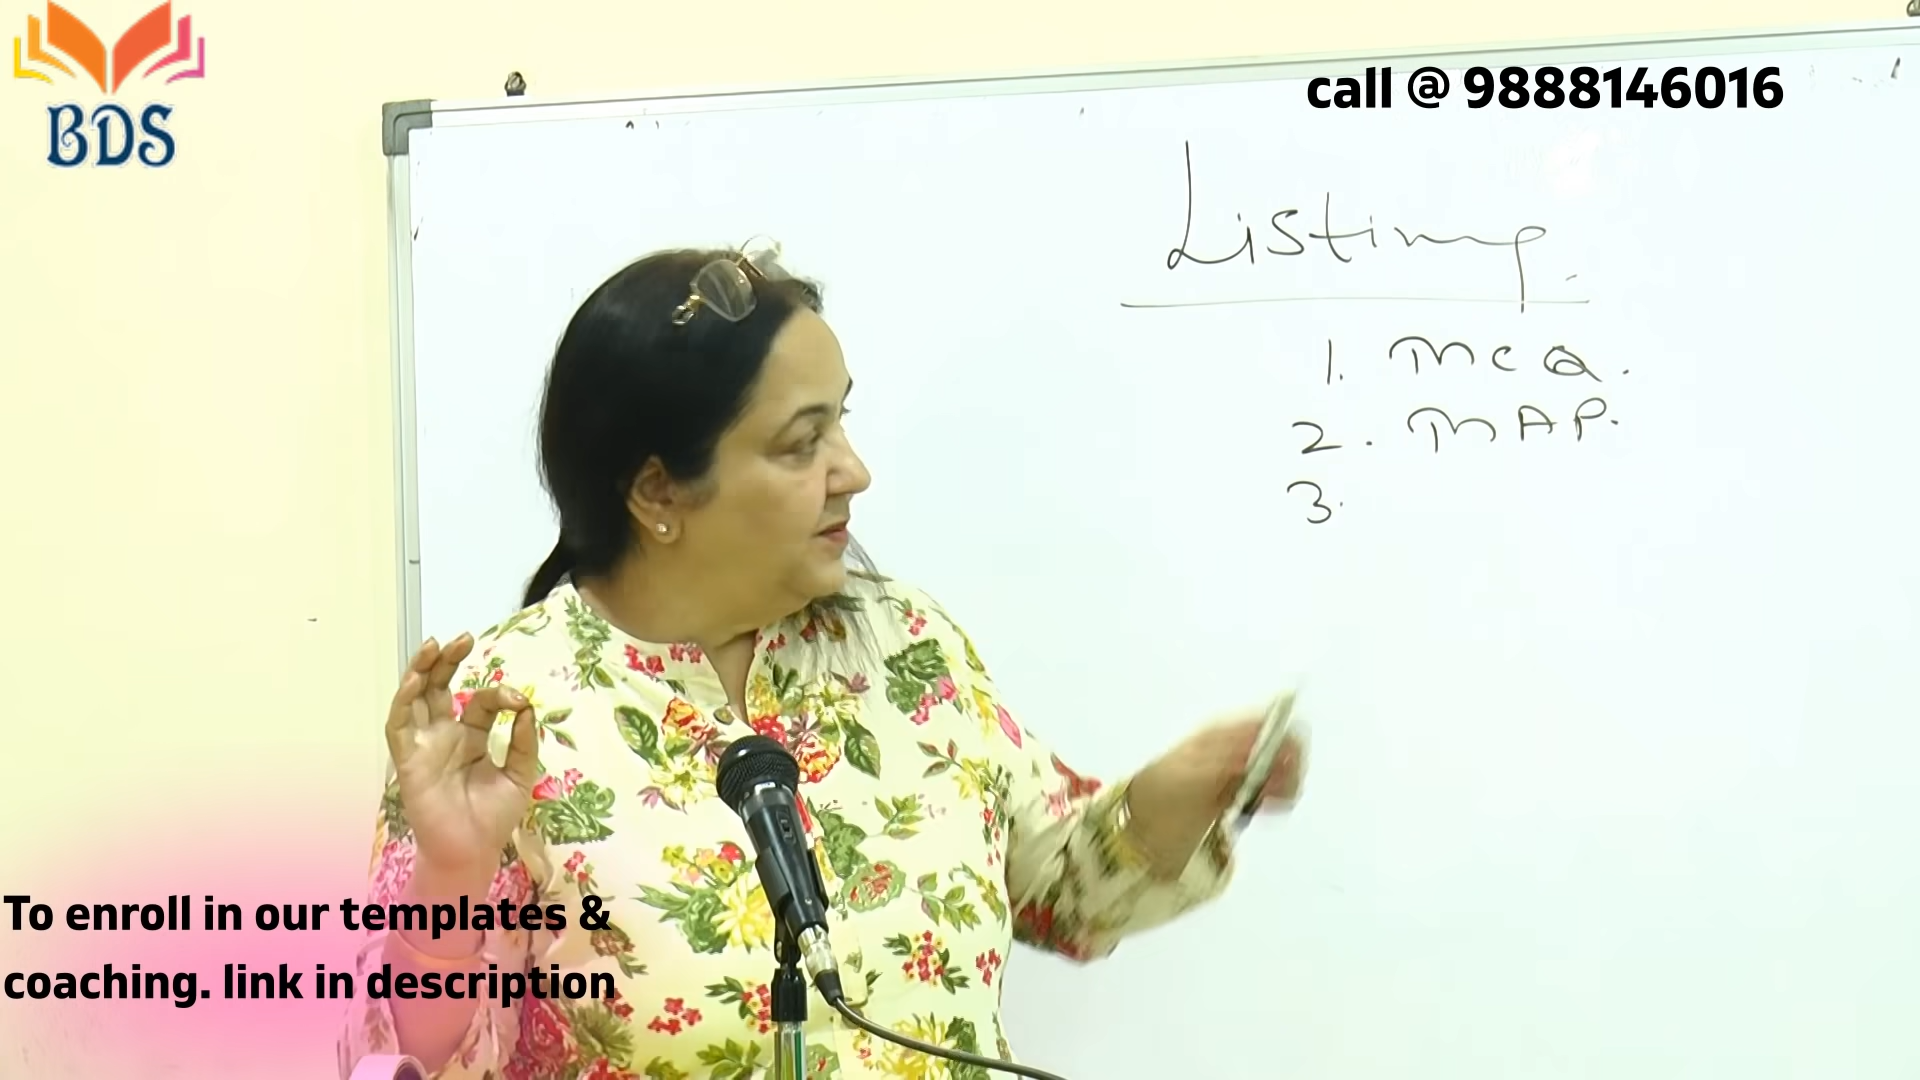 BDS
call @ 9888146016
Listing
1. MCQ.
2. MAP.
3.
To enroll in our templates &
coaching. link in description